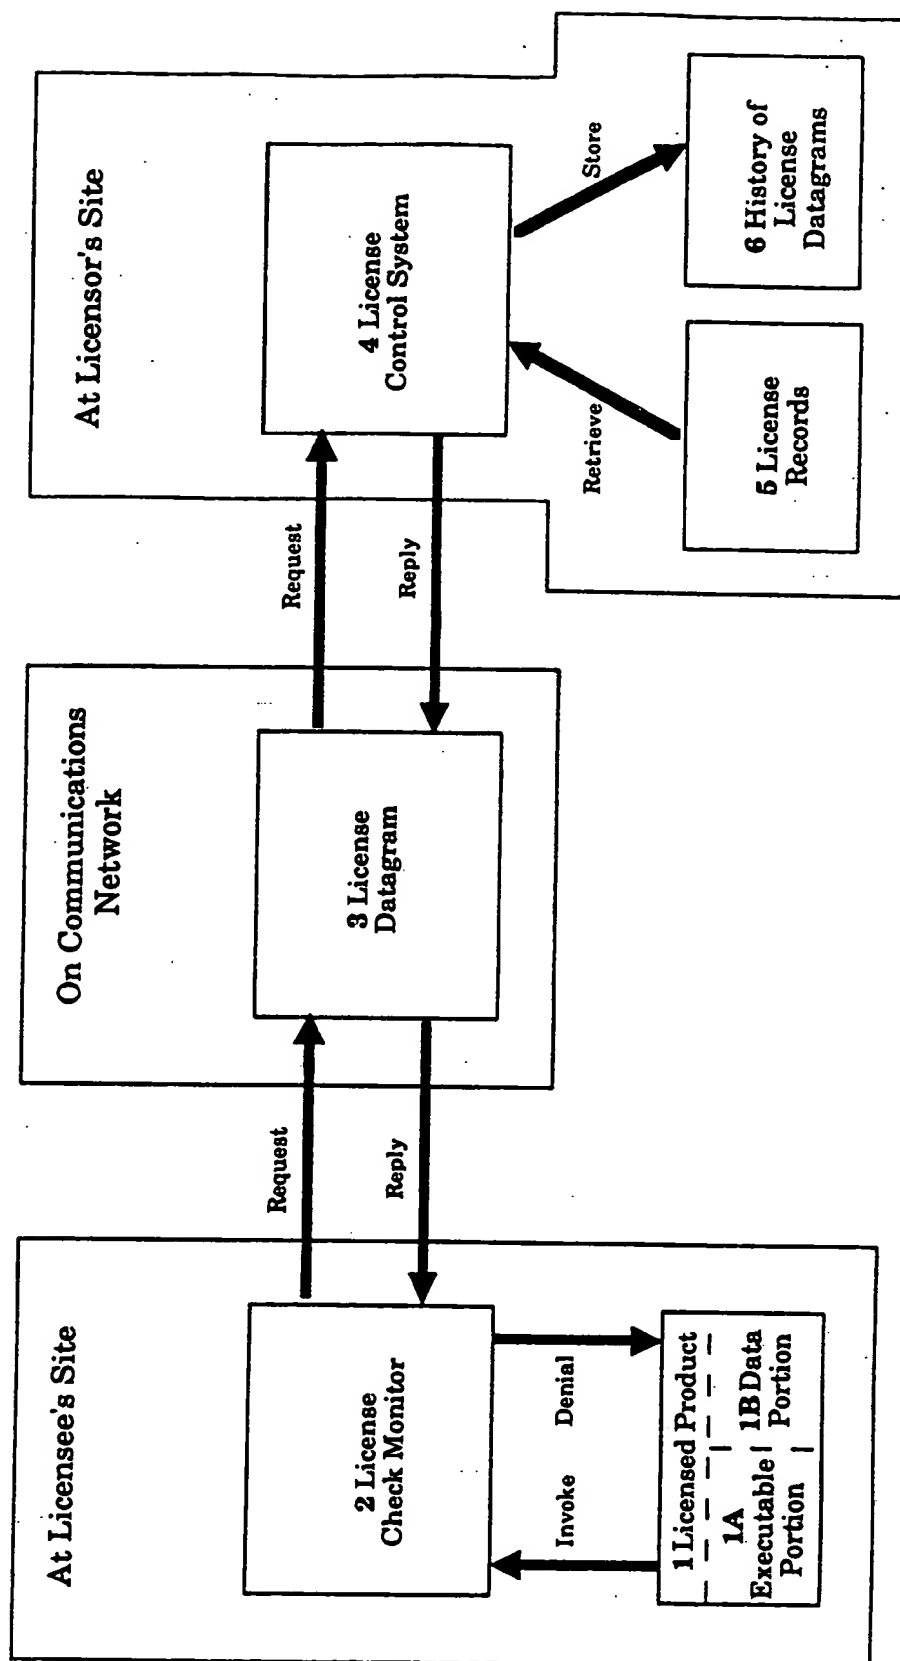 At Licensee's Site
2 License
Check Monitor
Invoke
Denial
1 Licensed Product
1A
Executable
Portion
1B Data
Portion
Request
Reply
On Communications
Network
3 License
Datagram
Request
Reply
At Licensor's Site
4 License
Control System
Retrieve
Store
5 License
Records
6 History of
License
Datagrams